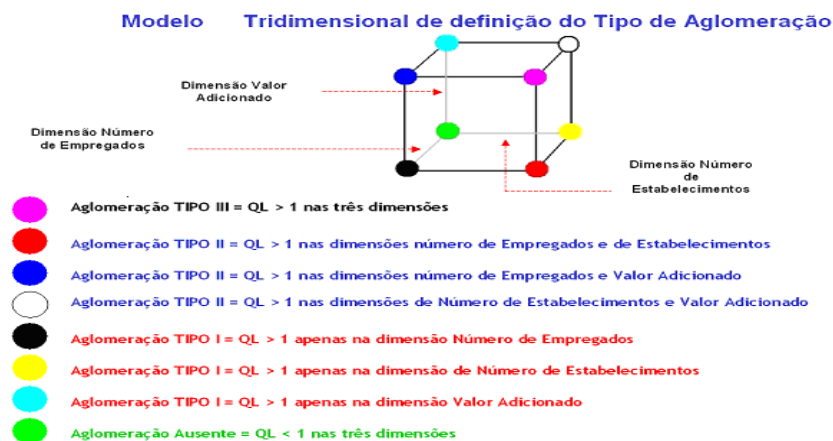 Modelo Tridimensional de definição do Tipo de Aglomeração
Dimensão Valor
Adicionado
Dimensão Número
de Empregados
Dimensão Número
de
Estabelecimentos
Aglomeração TIPO III = QL > 1 nas três dimensões
Aglomeração TIPO II = QL > 1 nas dimensões número de Empregados e de Estabelecimentos
Aglomeração TIPO II = QL > 1 nas dimensões número de Empregados e Valor Adicionado
Aglomeração TIPO II = QL > 1 nas dimensões de Número de Estabelecimentos e Valor Adicionado
Aglomeração TIPO I = QL > 1 apenas na dimensão Número de Empregados
Aglomeração TIPO I = QL > 1 apenas na dimensão de Número de Estabelecimentos
Aglomeração TIPO I = QL > 1 apenas na dimensão Valor Adicionado
Aglomeração Ausente = QL < 1 nas três dimensões